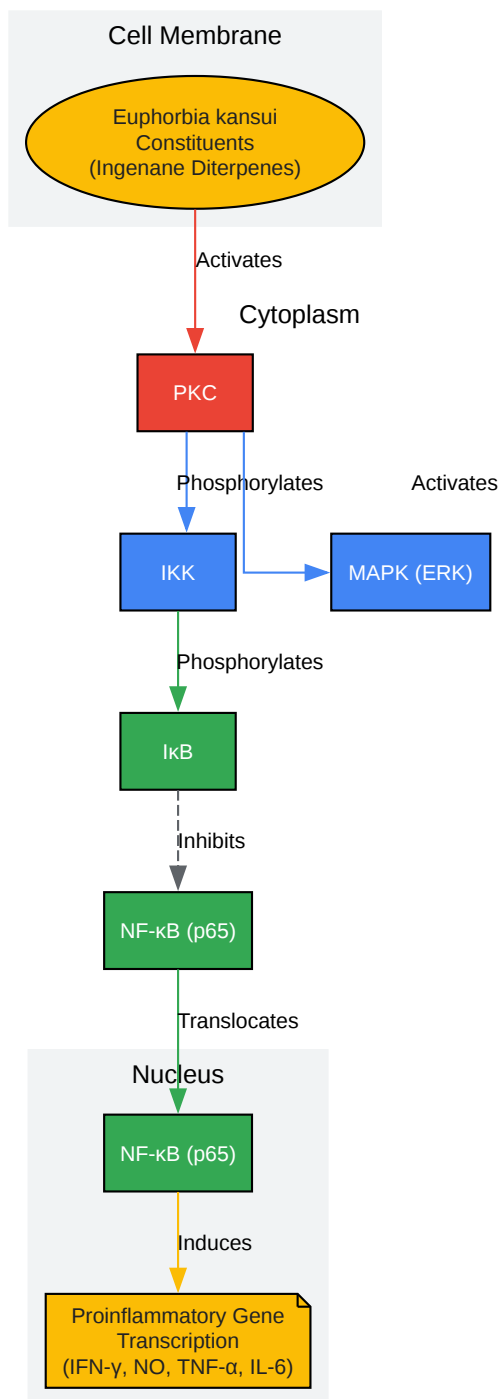 Cell Membrane
Euphorbia kansui
Constituents
(Ingenane Diterpenes)
Activates
Cytoplasm
PKC
Phosphorylates
Activates
IKK
MAPK (ERK)
Phosphorylates
IκB
Inhibits
NF-κB (p65)
Translocates
Nucleus
NF-κB (p65)
Induces
Proinflammatory Gene
Transcription
(IFN-γ, NO, TNF-α, IL-6)